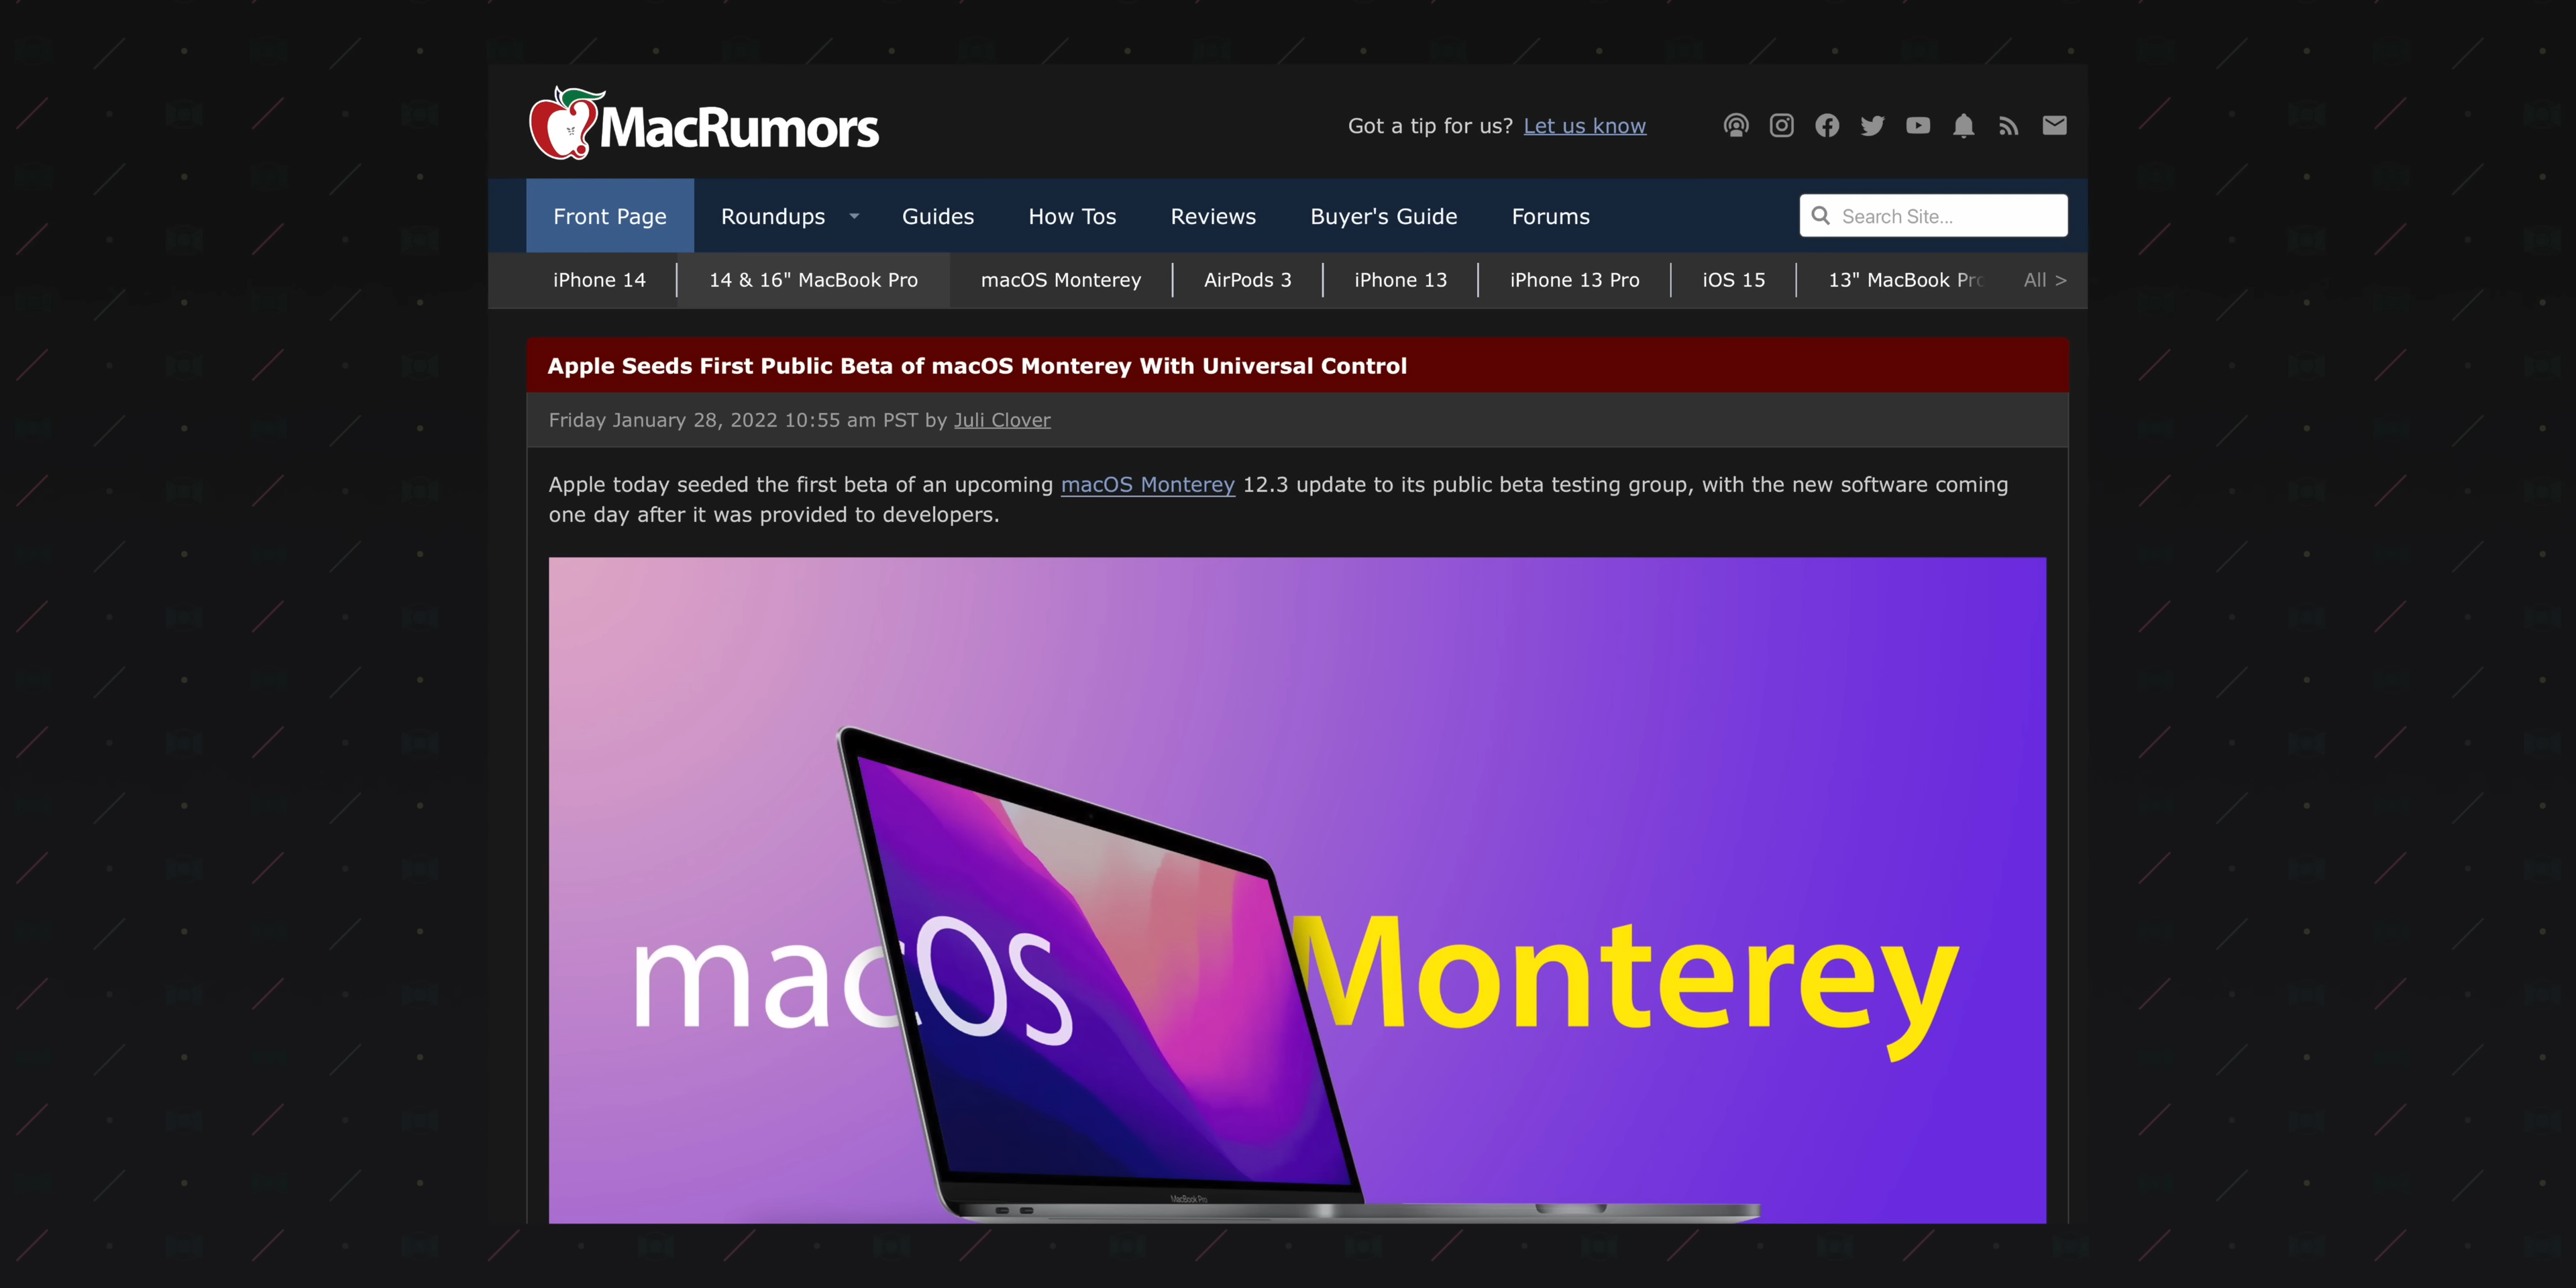 MacRumors
Got a tip for us? Let us know
Front Page Roundups Guides How Tos Reviews Buyer's Guide Forums Search Site...
iPhone 14 14 & 16" MacBook Pro macOS Monterey AirPods 3 iPhone 13 iPhone 13 Pro iOS 15 13" MacBook Pro All >
Apple Seeds First Public Beta of macOS Monterey With Universal Control
Friday January 28, 2022 10:55 am PST by Juli Clover
Apple today seeded the first beta of an upcoming macOS Monterey 12.3 update to its public beta testing group, with the new software coming
one day after it was provided to developers.
macOS Monterey
MacBook Pro